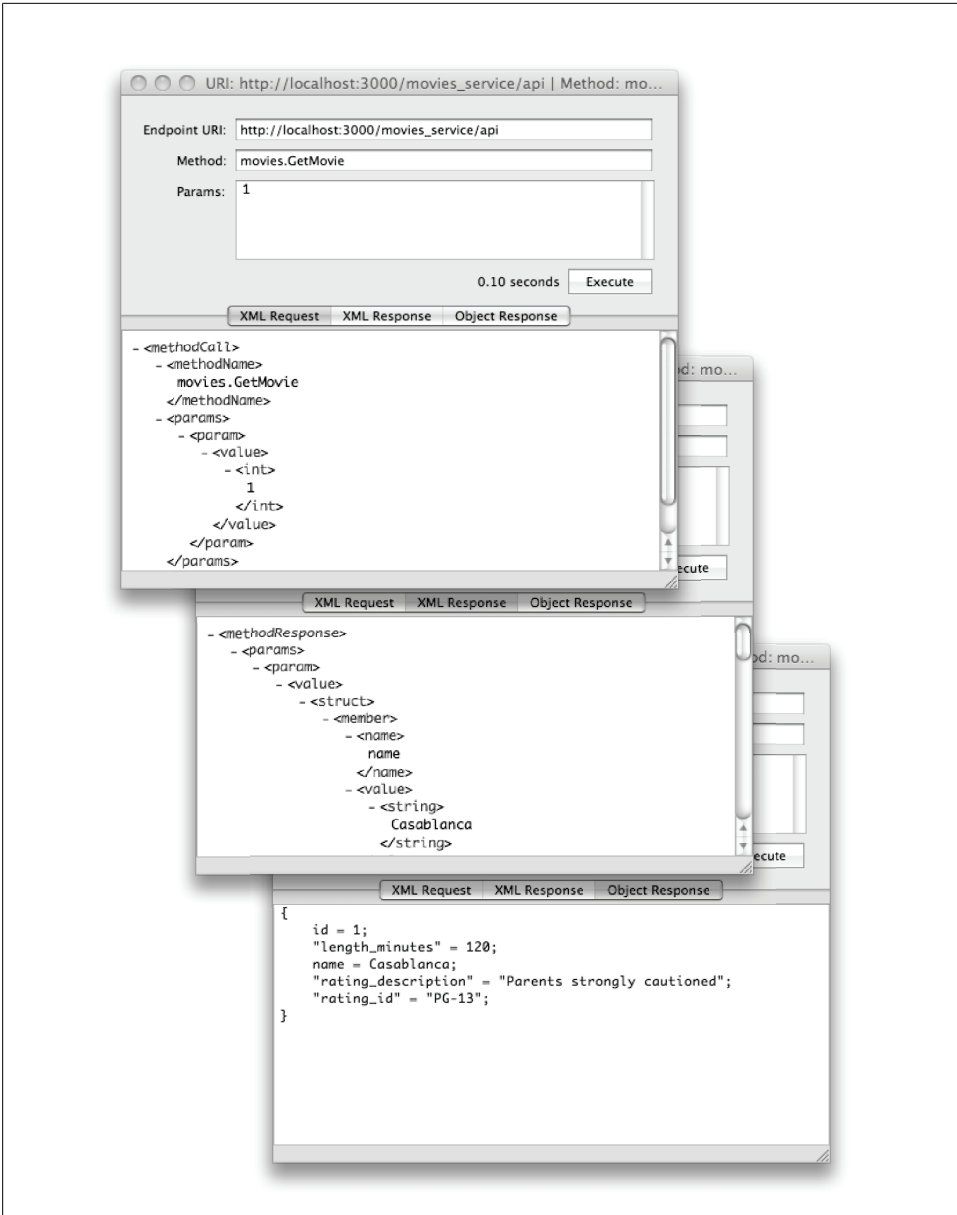 URI: http://localhost:3000/movies_service/api | Method: mo...
Endpoint URI: http://localhost:3000/movies_service/api
Method: movies.GetMovie
Params: 1
0.10 seconds Execute
XML Request XML Response Object Response
- <methodCall>
- <methodName>
movies.GetMovie
</methodName>
- <params>
- <param>
- <value>
- <int>
1
</int>
</value>
</param>
</params>
d: mo...
ecute
XML Request XML Response Object Response
- <methodResponse>
- <params>
- <param>
- <value>
- <struct>
- <member>
- <name>
name
</name>
- <value>
- <string>
Casablanca
</string>
od: mo...
ecute
XML Request XML Response Object Response
{
id = 1;
"length_minutes" = 120;
name = Casablanca;
"rating_description" = "Parents strongly cautioned";
"rating_id" = "PG-13";
}